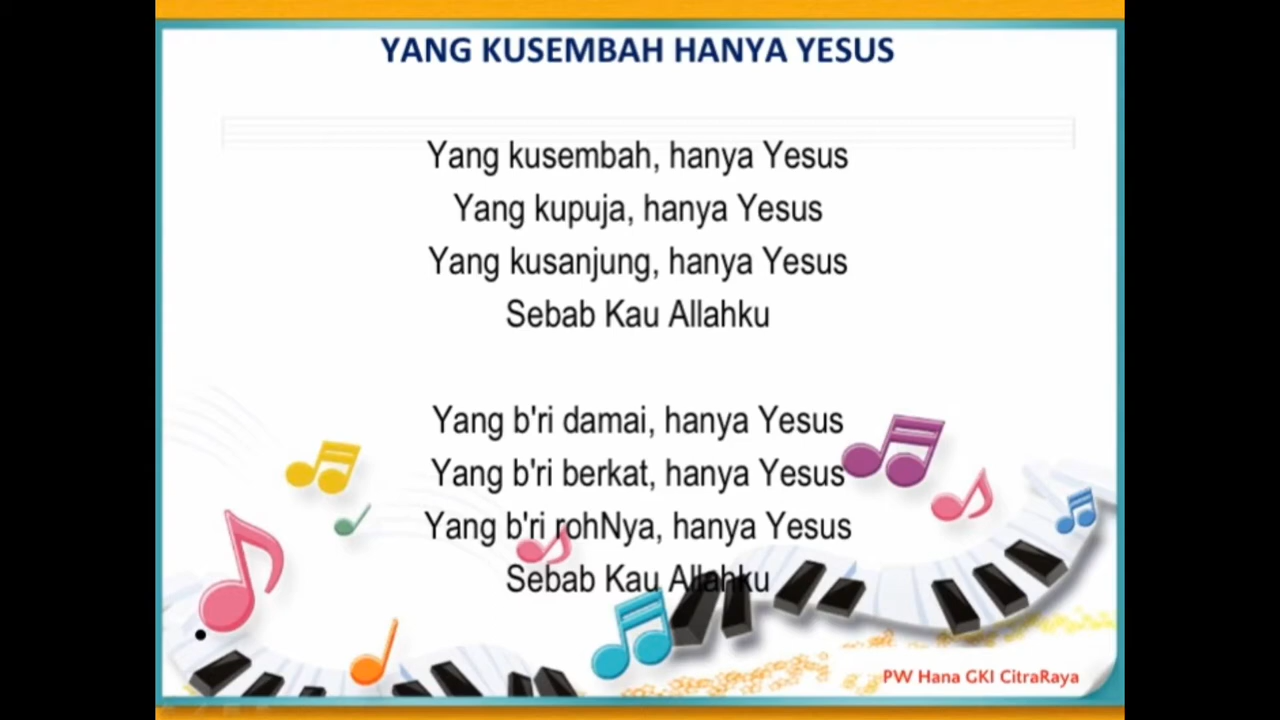 YANG KUSEMBAH HANYA YESUS
Yang kusembah, hanya Yesus
Yang kupuja, hanya Yesus
Yang kusanjung, hanya Yesus
Sebab Kau Allahku
Yang b'ri damai, hanya Yesus
Yang b'ri berkat, hanya Yesus
Yang b'ri rohNya, hanya Yesus
Sebab Kau Allahku
PW Hana GKI CitraRaya